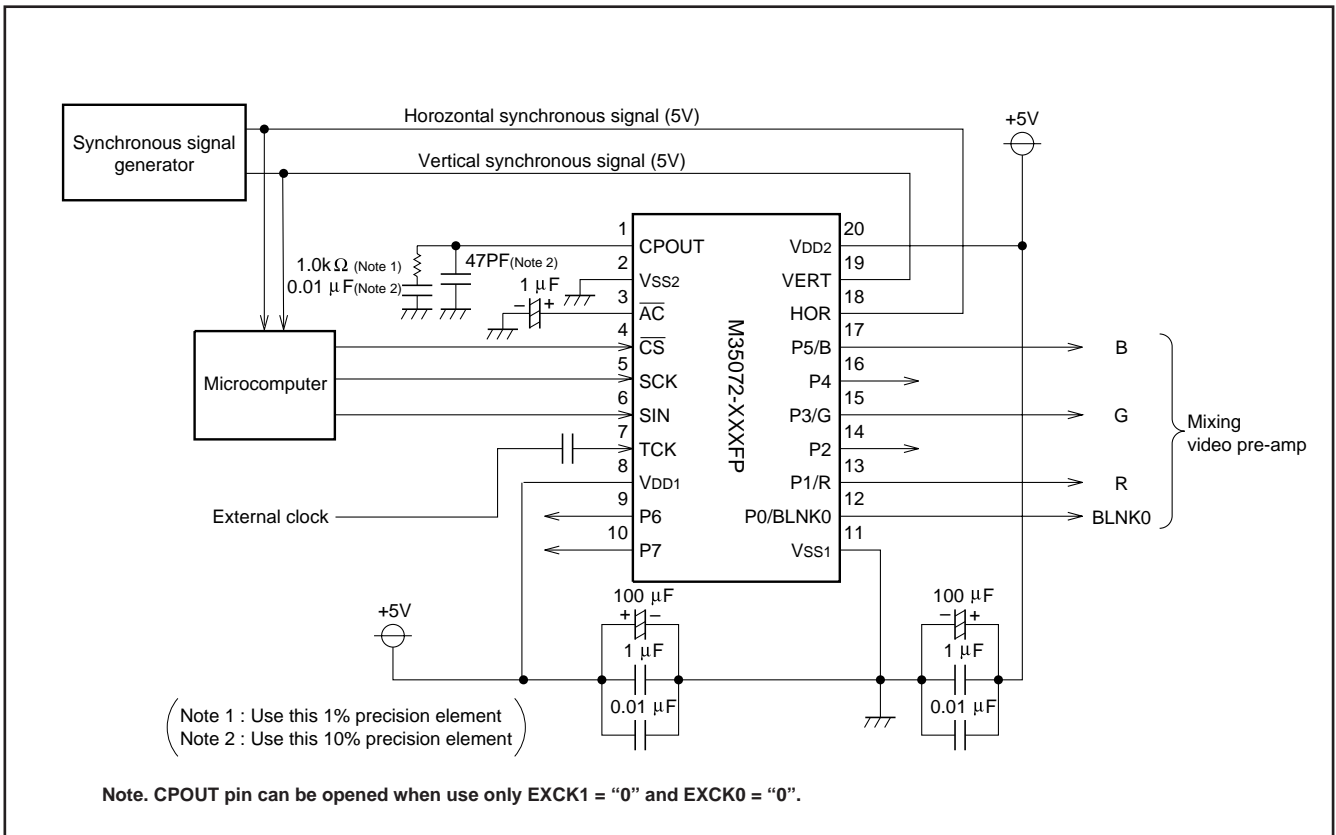 Synchronous signal
generator
Horozontal synchronous signal (5V)
Vertical synchronous signal (5V)
+5V
1.0kΩ (Note 1)
0.01 μF(Note 2)
47PF(Note 2)
1 μF
− +
Microcomputer
External clock
1 CPOUT
2 VSS2
3 AC
4 CS
5 SCK
6 SIN
7 TCK
8 VDD1
9 P6
10 P7
M35072-XXXFP
20 VDD2
19 VERT
18 HOR
17 P5/B
16 P4
15 P3/G
14 P2
13 P1/R
12 P0/BLNK0
11 VSS1
B
G
R
BLNK0
Mixing
video pre-amp
+5V
100 μF
+ −
1 μF
0.01 μF
100 μF
− +
1 μF
0.01 μF
Note 1 : Use this 1% precision element
Note 2 : Use this 10% precision element
Note. CPOUT pin can be opened when use only EXCK1 = “0” and EXCK0 = “0”.